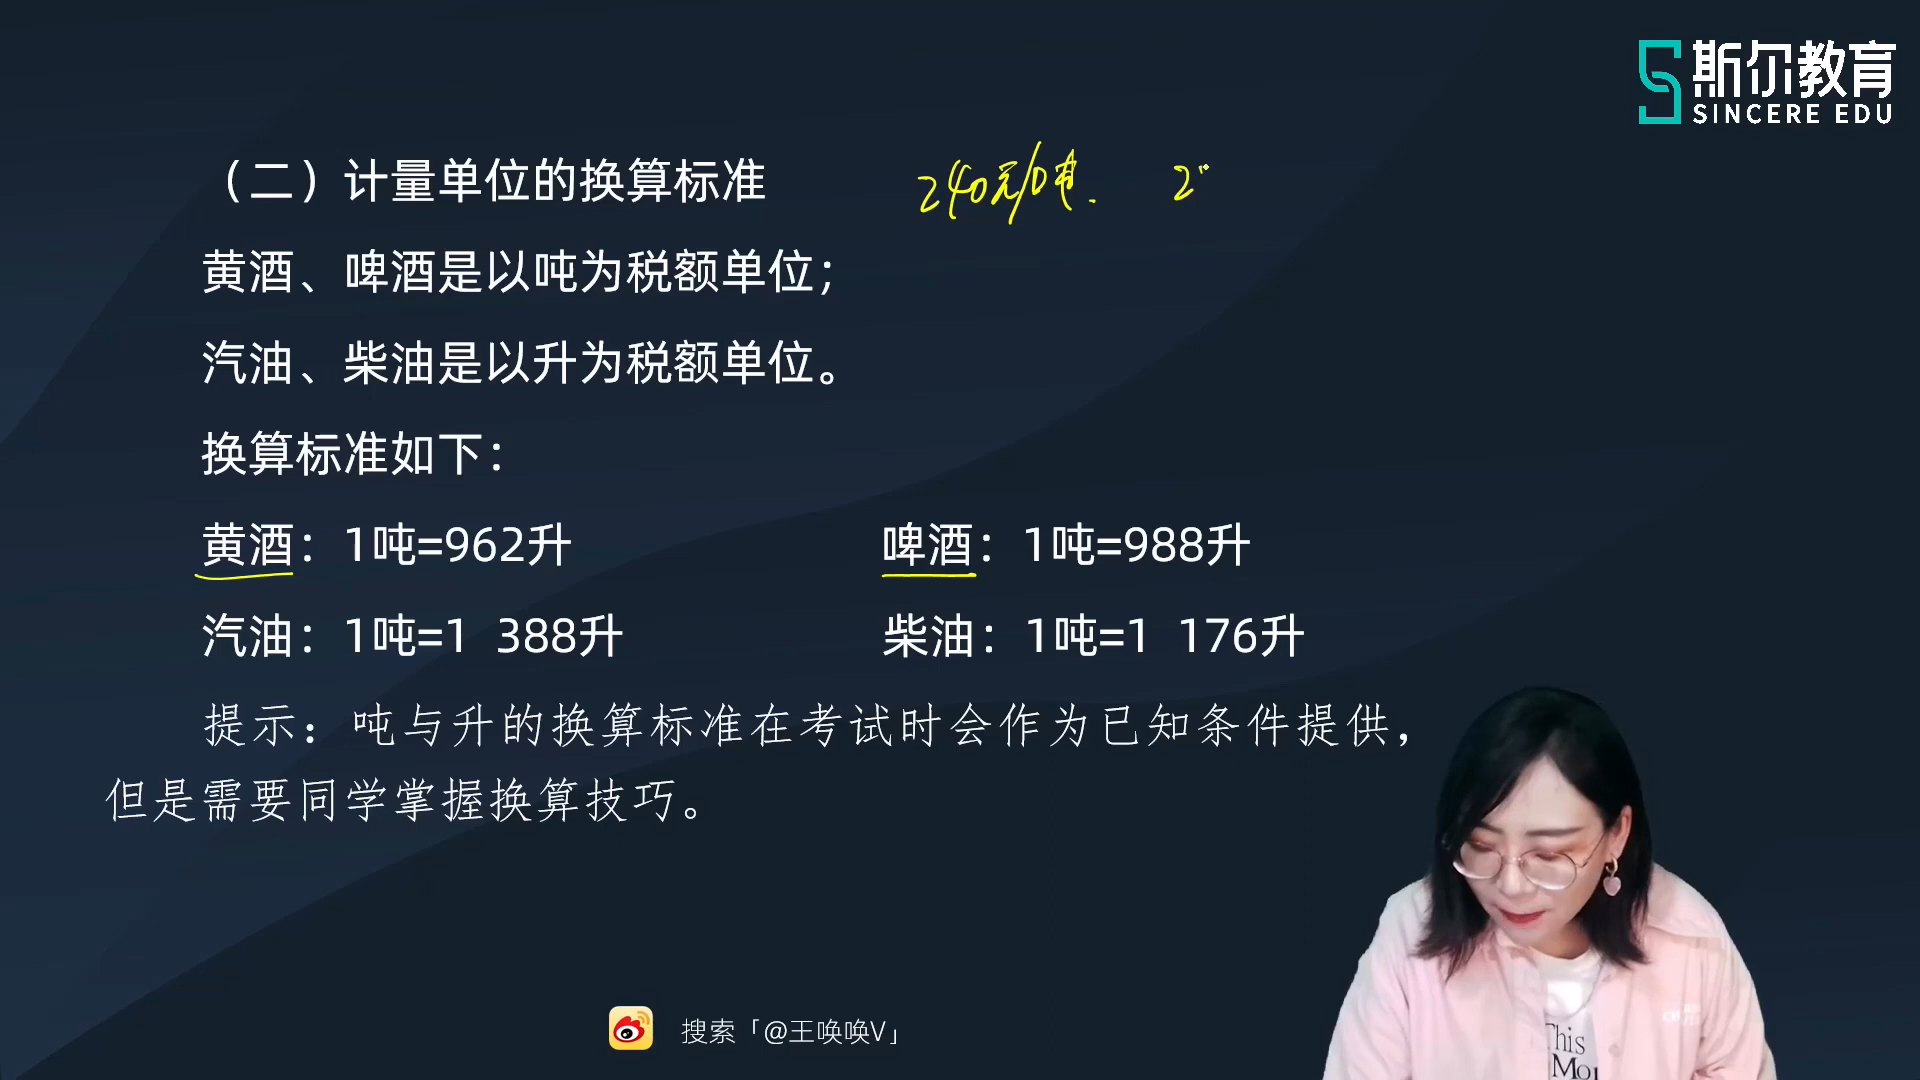 斯尔教育
SINCERE EDU
（二）计量单位的换算标准
240元/吨.
黄酒、啤酒是以吨为税额单位；
汽油、柴油是以升为税额单位。
换算标准如下：
黄酒：1吨=962升
啤酒：1吨=988升
汽油：1吨=1 388升
柴油：1吨=1 176升
提示：吨与升的换算标准在考试时会作为已知条件提供，
但是需要同学掌握换算技巧。
搜索「@王唤唤V」
This